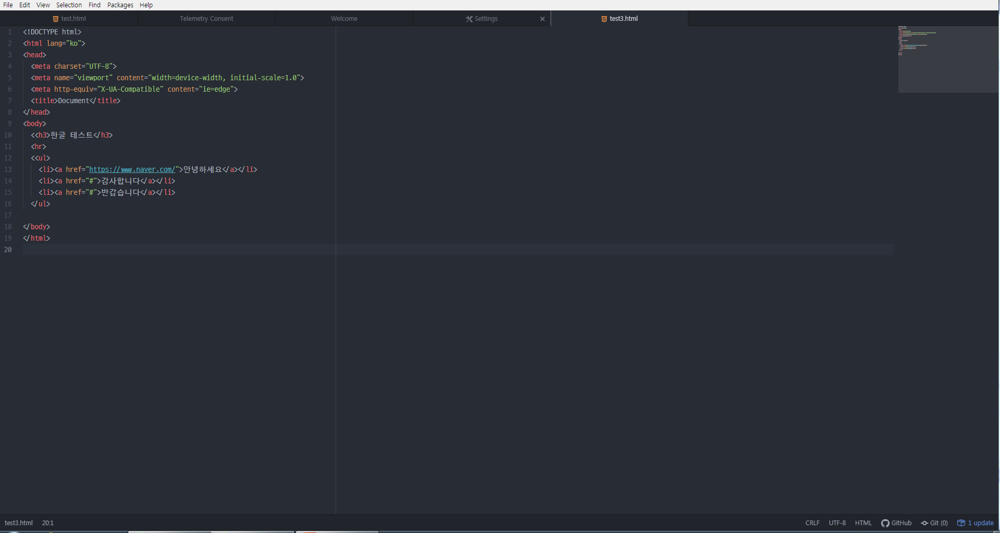 File Edit View Selection Find Packages Help
test.html Telemetry Consent Welcome Settings × test3.html
1 <!DOCTYPE html>
2 <html lang="ko">
3 <head>
4 <meta charset="UTF-8">
5 <meta name="viewport" content="width=device-width, initial-scale=1.0">
6 <meta http-equiv="X-UA-Compatible" content="ie=edge">
7 <title>Document</title>
8 </head>
9 <body>
10 <<h3>한글 테스트</h3>
11 <hr>
12 <<ul>
13 <li><a href="https://www.naver.com/">안녕하세요</a></li>
14 <li><a href="#">감사합니다</a></li>
15 <li><a href="#">반갑습니다</a></li>
16 </ul>
17
18 </body>
19 </html>
20
test3.html 20:1 CRLF UTF-8 HTML GitHub Git (0) 1 update